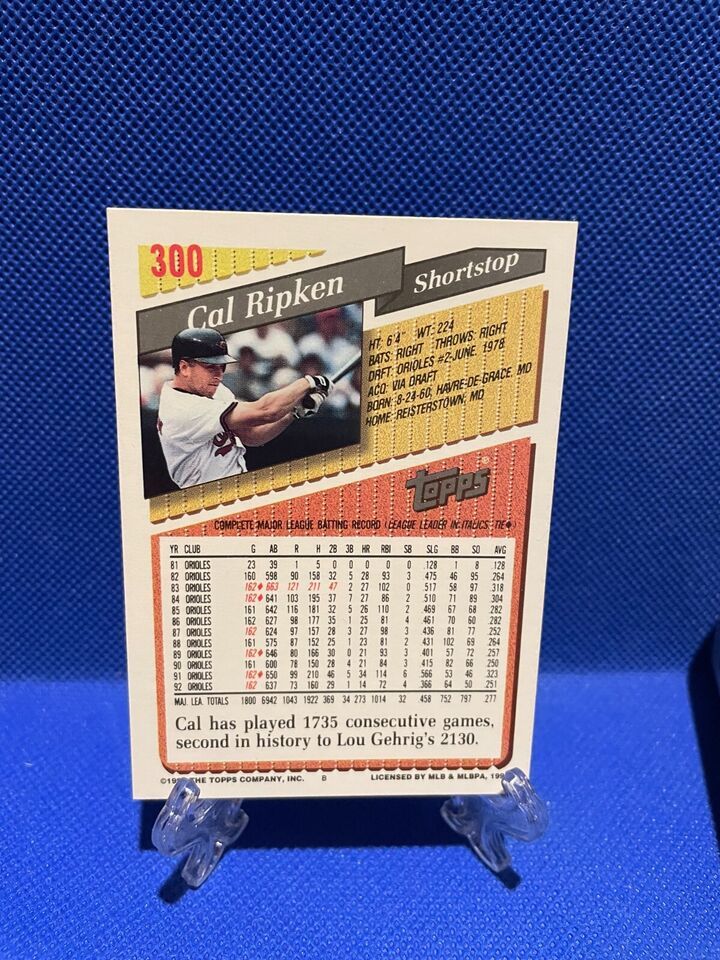 300
Cal Ripken
Shortstop
HT: 6'4" WT: 224
BATS: RIGHT THROWS: RIGHT
DRFT: ORIOLES #2-JUNE, 1978
ACQ: VIA DRAFT
BORN: 8-24-60, HAVRE-DE-GRACE, MD
HOME: REISTERSTOWN, MD
topps
COMPLETE MAJOR LEAGUE BATTING RECORD (LEAGUE LEADER IN ITALICS, TIE♦)
YR CLUB G AB R H 2B 3B HR RBI SB SLG BB SO AVG
81 ORIOLES 23 39 1 5 0 0 0 0 0 .128 1 8 .128
82 ORIOLES 160 598 90 158 32 5 28 93 3 .475 46 95 .264
83 ORIOLES 162♦ 663 121 211 47 2 27 102 0 .517 58 97 .318
84 ORIOLES 162♦ 641 103 195 37 7 27 86 2 .510 71 89 .304
85 ORIOLES 161 642 116 181 32 5 26 110 2 .469 67 68 .282
86 ORIOLES 162 627 98 177 35 1 25 81 4 .461 70 60 .282
87 ORIOLES 162 624 97 157 28 3 27 98 3 .436 81 77 .252
88 ORIOLES 161 575 87 152 25 1 23 81 2 .431 102 69 .264
89 ORIOLES 162♦ 646 80 166 30 0 21 93 3 .401 57 72 .257
90 ORIOLES 161 600 78 150 28 4 21 84 3 .415 82 66 .250
91 ORIOLES 162♦ 650 99 210 46 5 34 114 6 .566 53 46 .323
92 ORIOLES 162 637 73 160 29 1 14 72 4 .366 64 50 .251
MAJ. LEA. TOTALS 1800 6942 1043 1922 369 34 273 1014 32 .458 752 797 .277
Cal has played 1735 consecutive games,
second in history to Lou Gehrig's 2130.
THE TOPPS COMPANY, INC. B LICENSED BY MLB & MLBPA,